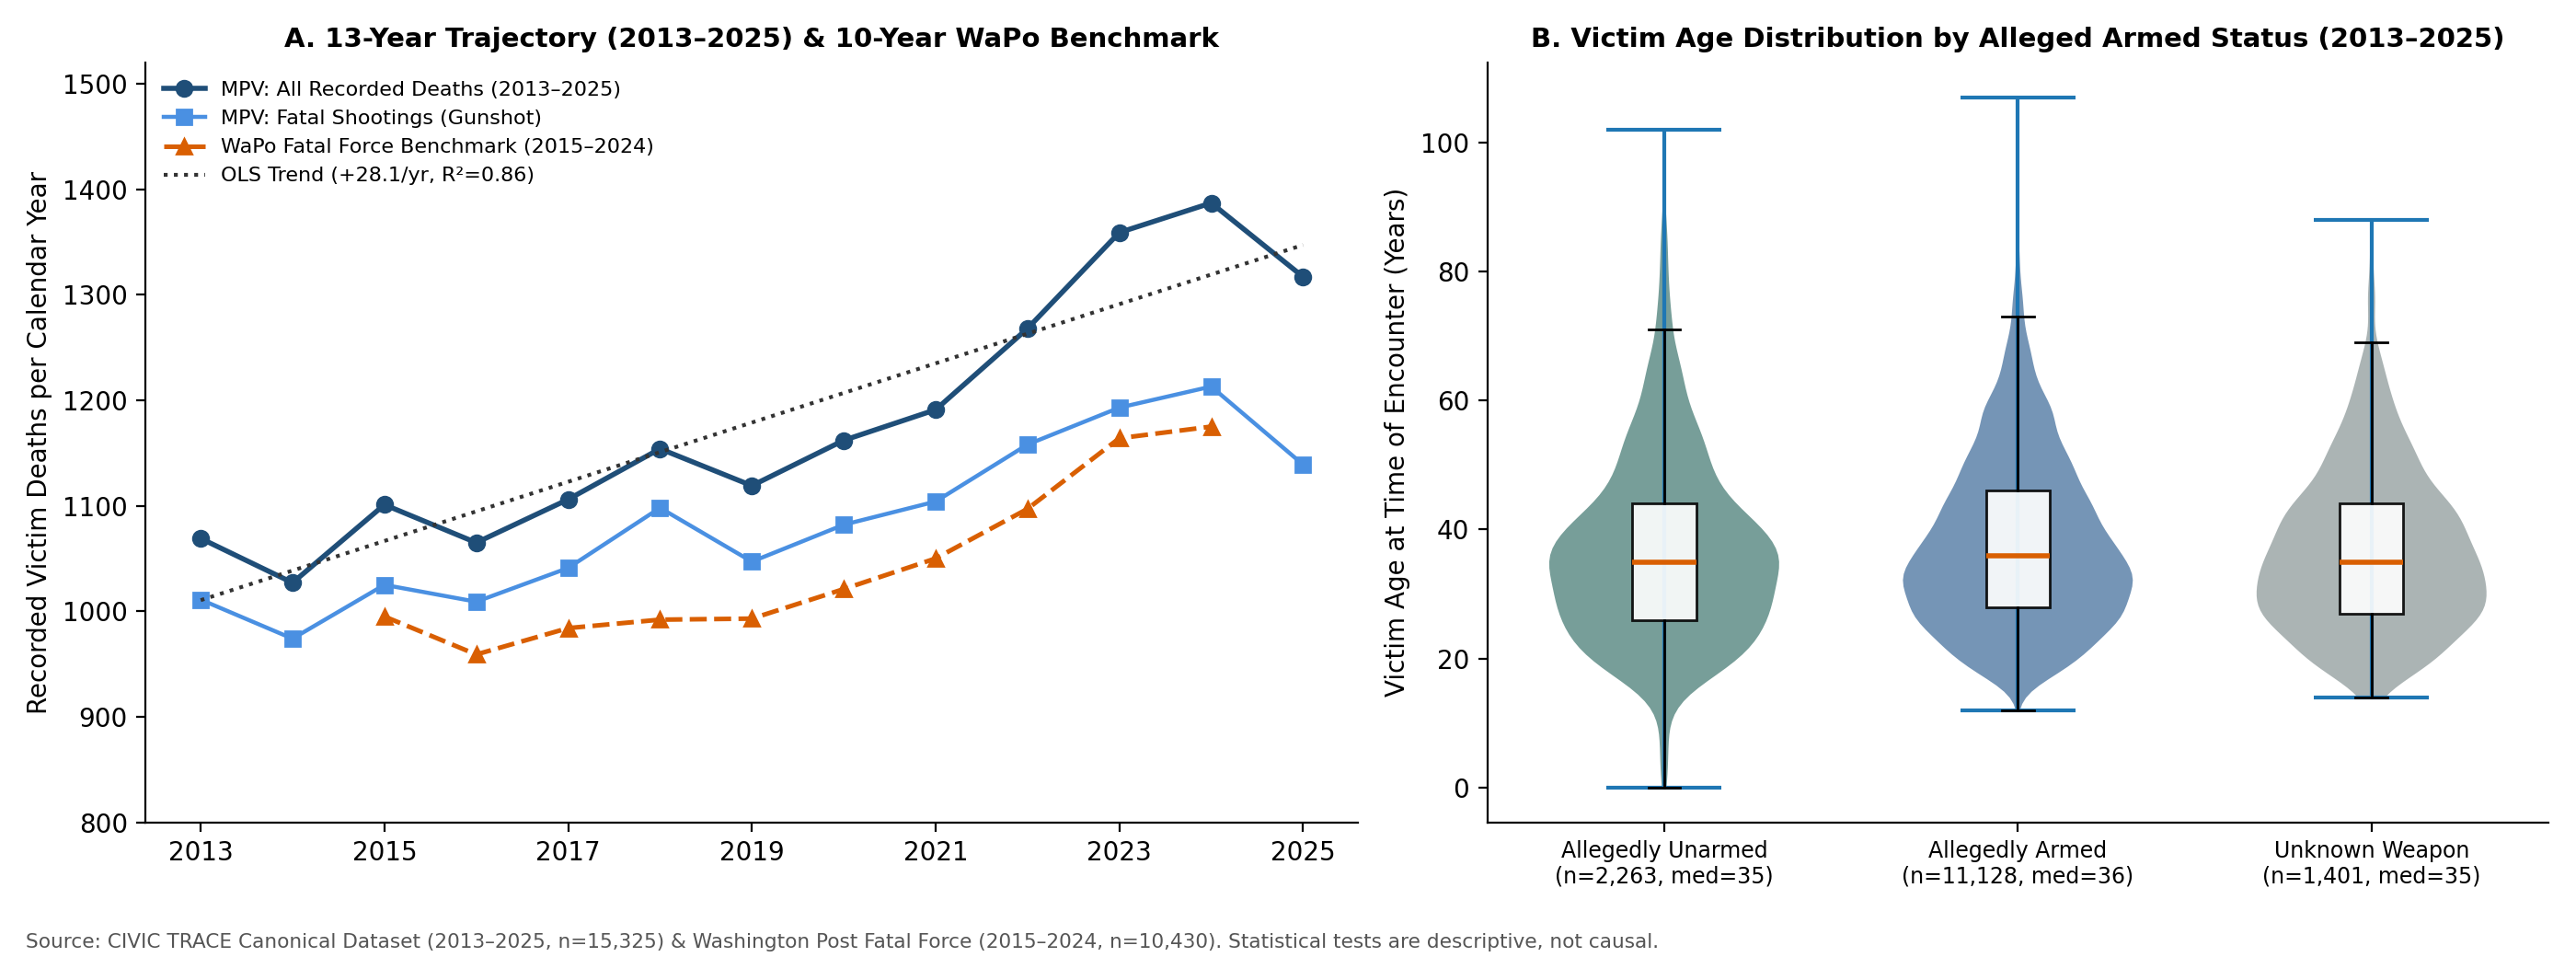 A. 13-Year Trajectory (2013–2025) & 10-Year WaPo Benchmark
Recorded Victim Deaths per Calendar Year
1500
1400
1300
1200
1100
1000
900
800
MPV: All Recorded Deaths (2013–2025)
MPV: Fatal Shootings (Gunshot)
WaPo Fatal Force Benchmark (2015–2024)
OLS Trend (+28.1/yr, R²=0.86)
2013
2015
2017
2019
2021
2023
2025
B. Victim Age Distribution by Alleged Armed Status (2013–2025)
Victim Age at Time of Encounter (Years)
100
80
60
40
20
0
Allegedly Unarmed
(n=2,263, med=35)
Allegedly Armed
(n=11,128, med=36)
Unknown Weapon
(n=1,401, med=35)
Source: CIVIC TRACE Canonical Dataset (2013–2025, n=15,325) & Washington Post Fatal Force (2015–2024, n=10,430). Statistical tests are descriptive, not causal.